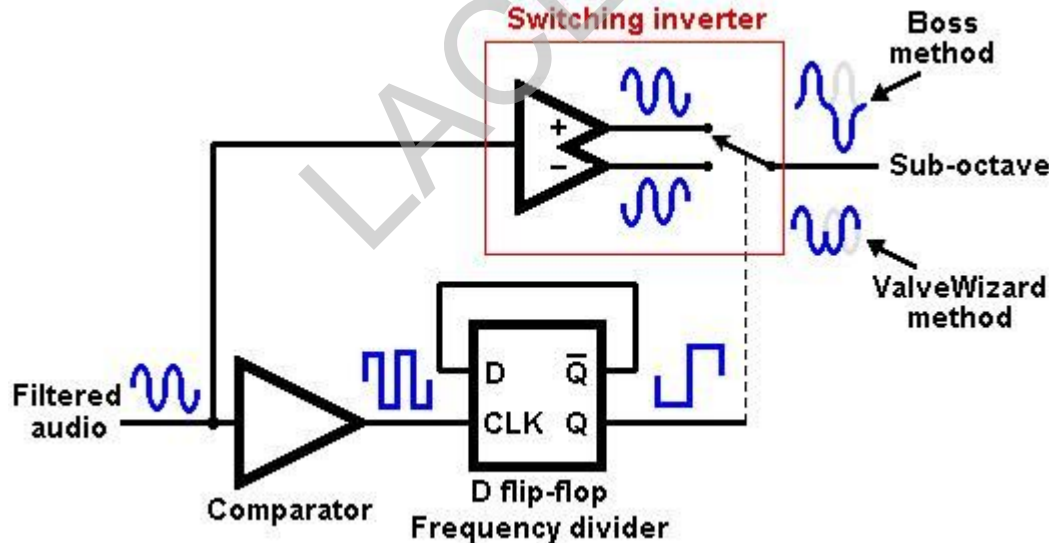 Switching inverter
Boss
method
+
−
Sub-octave
ValveWizard
method
Filtered
audio
D
Q̅
CLK
Q
Comparator
D flip-flop
Frequency divider